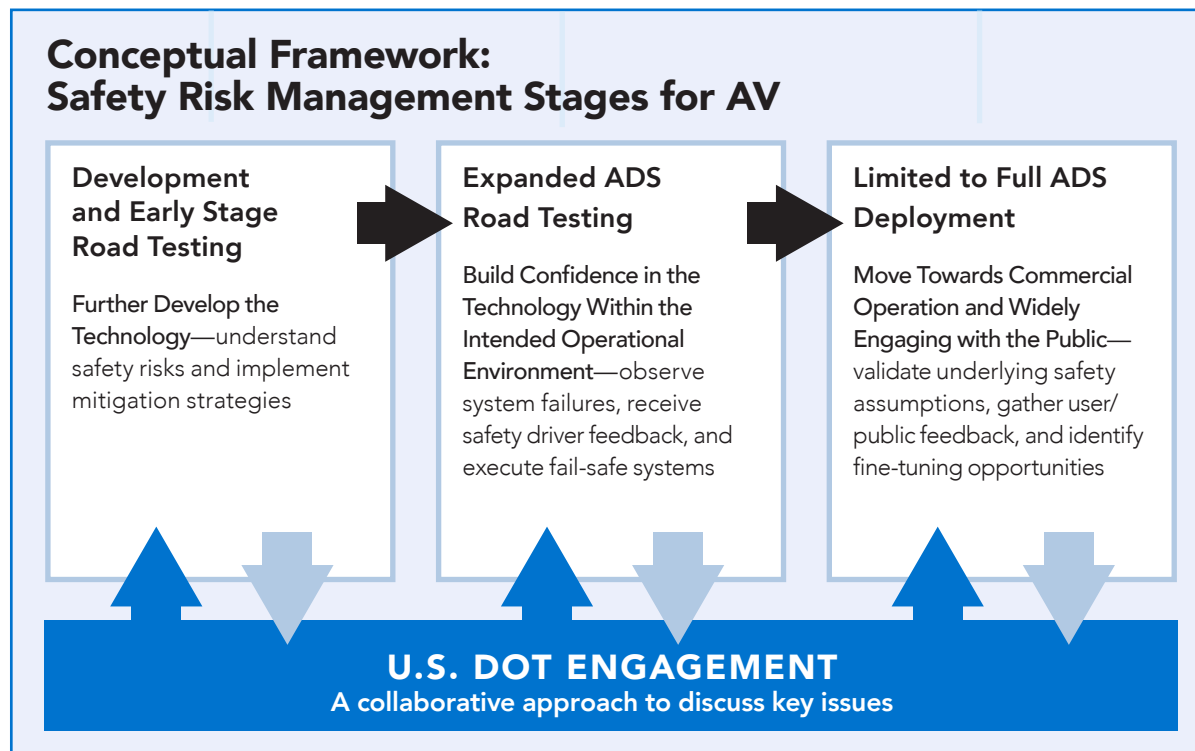 Conceptual Framework:
Safety Risk Management Stages for AV
Development
and Early Stage
Road Testing
Further Develop the
Technology—understand
safety risks and implement
mitigation strategies
Expanded ADS
Road Testing
Build Confidence in the
Technology Within the
Intended Operational
Environment—observe
system failures, receive
safety driver feedback, and
execute fail-safe systems
Limited to Full ADS
Deployment
Move Towards Commercial
Operation and Widely
Engaging with the Public—
validate underlying safety
assumptions, gather user/
public feedback, and identify
fine-tuning opportunities
U.S. DOT ENGAGEMENT
A collaborative approach to discuss key issues